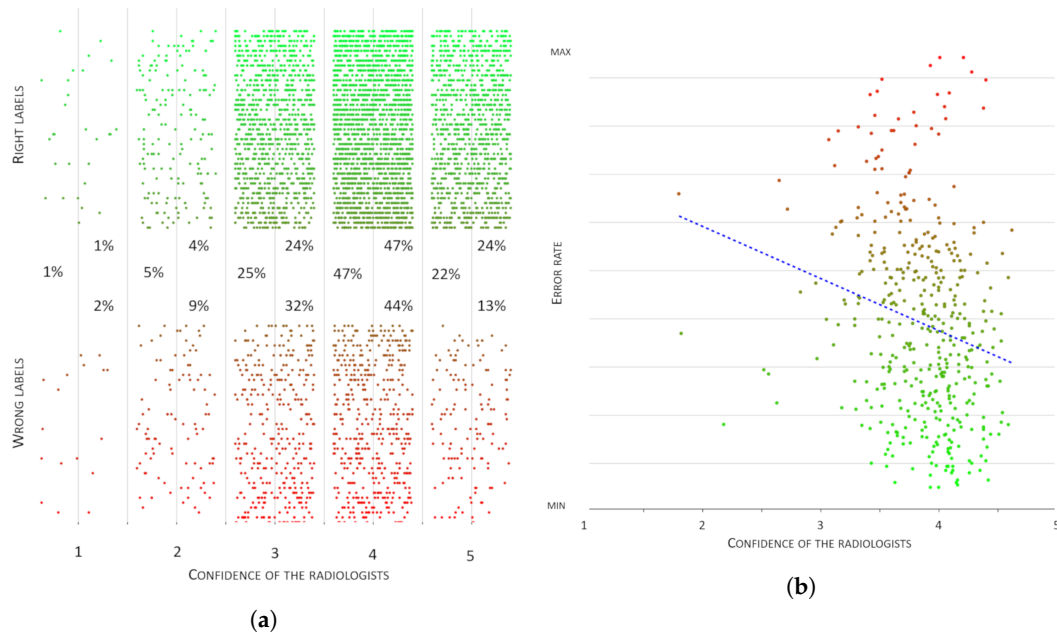 RIGHT LABELS
1% 4% 24% 47% 24%
1% 5% 25% 47% 22%
2% 9% 32% 44% 13%
WRONG LABELS
1 2 3 4 5
CONFIDENCE OF THE RADIOLOGISTS
(a)
MAX
ERROR RATE
MIN
1 2 3 4 5
CONFIDENCE OF THE RADIOLOGISTS
(b)